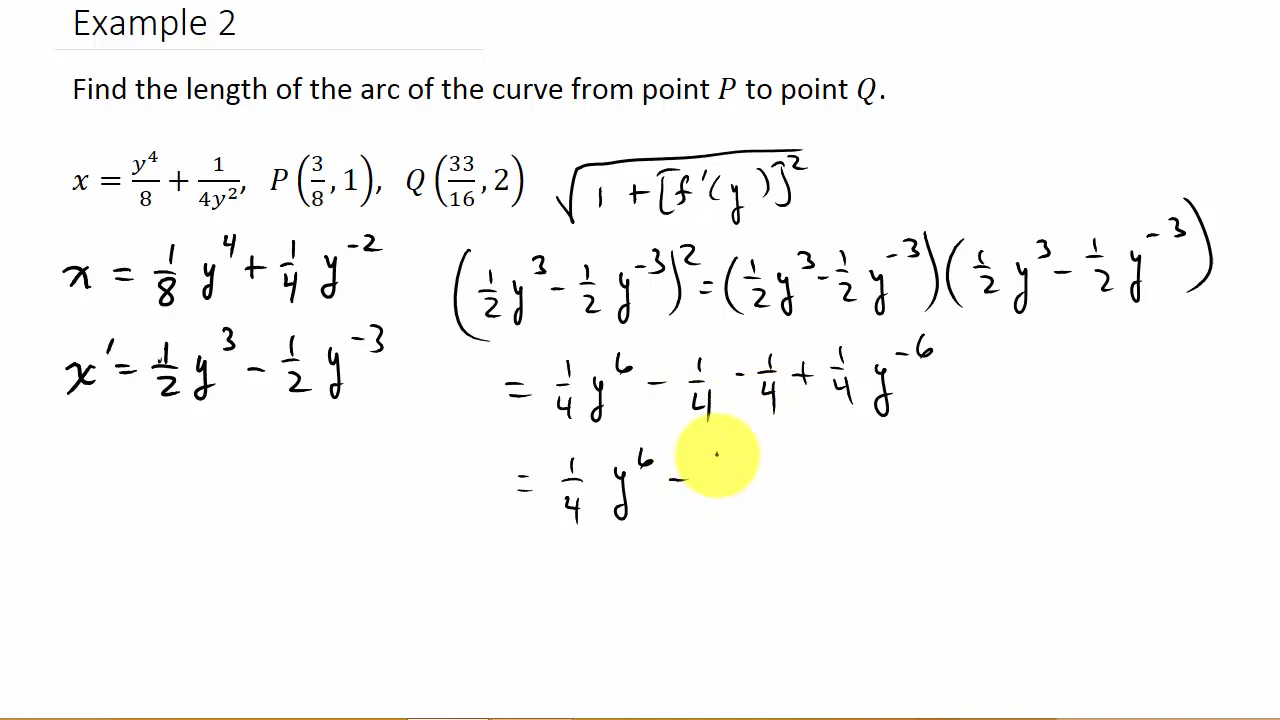 Example 2
Find the length of the arc of the curve from point P to point Q.
x = y⁴/8 + 1/(4y²), P(3/8, 1), Q(33/16, 2) √(1 + [f'(y)]²)
x = 1/8 y⁴ + 1/4 y⁻²
(1/2 y³ - 1/2 y⁻³)² = (1/2 y³ - 1/2 y⁻³)(1/2 y³ - 1/2 y⁻³)
x' = 1/2 y³ - 1/2 y⁻³
= 1/4 y⁶ - 1/4 - 1/4 + 1/4 y⁻⁶
= 1/4 y⁶ -